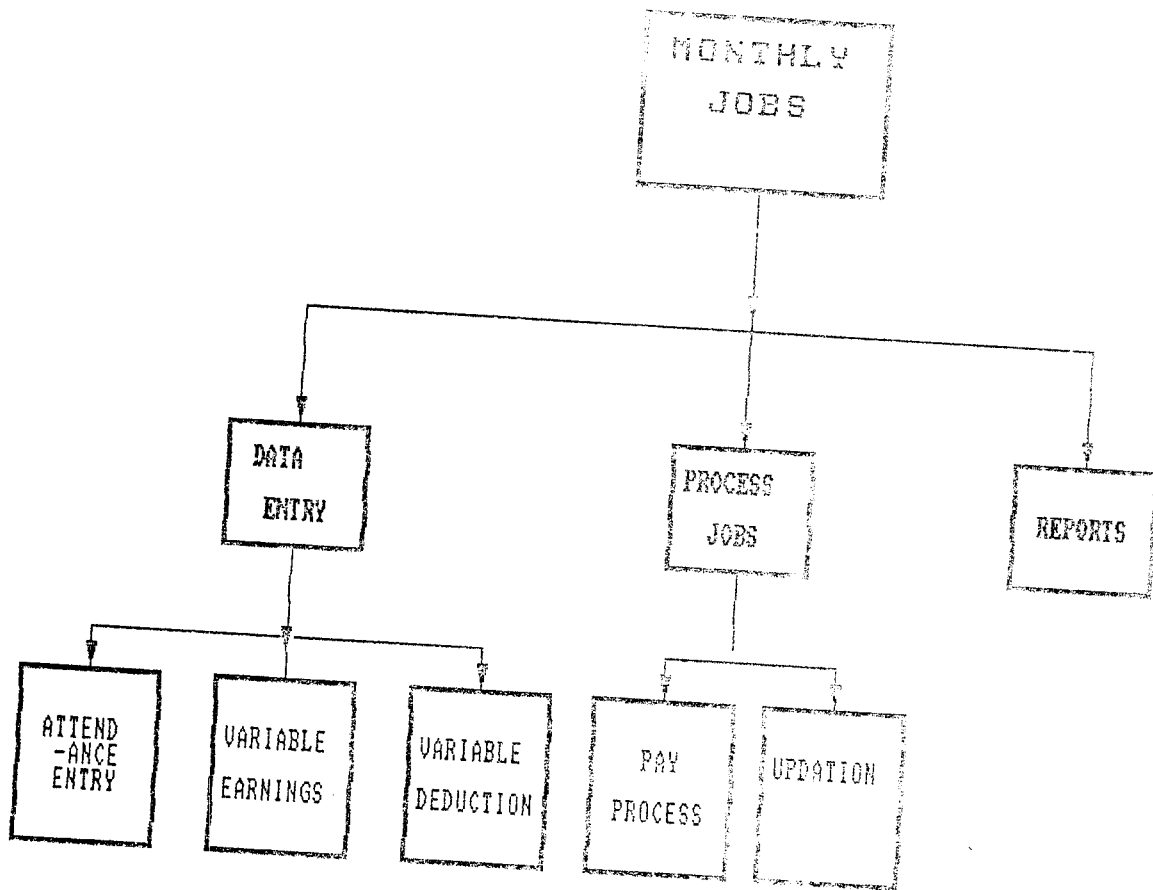 MONTHLY
JOBS
DATA
ENTRY
PROCESS
JOBS
REPORTS
ATTEND
-ANCE
ENTRY
VARIABLE
EARNINGS
VARIABLE
DEDUCTION
PAY
PROCESS
UPDATION